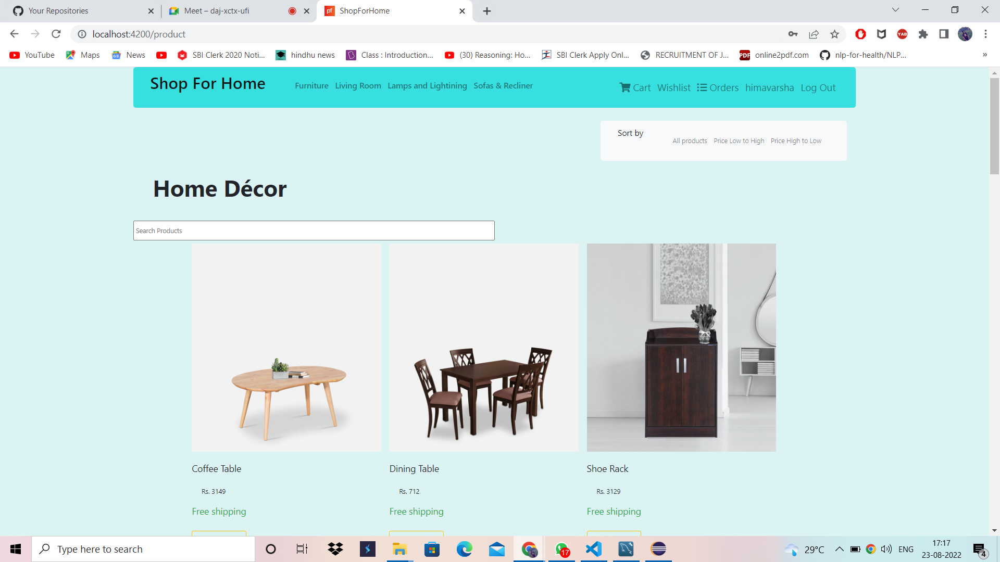 Your Repositories
Meet – daj-xctx-ufi
pf ShopForHome
localhost:4200/product
YAB
YouTube
Maps
News
SBI Clerk 2020 Noti...
hindhu news
Class : Introduction...
(30) Reasoning: Ho...
SBI Clerk Apply Onl...
RECRUITMENT OF J...
PDF online2pdf.com
nlp-for-health/NLP...
»
Shop For Home
Furniture Living Room Lamps and Lightining Sofas & Recliner
Cart Wishlist Orders himavarsha Log Out
Sort by
All products Price Low to High Price High to Low
Home Décor
Search Products
Coffee Table
Rs. 3149
Free shipping
Dining Table
Rs. 712
Free shipping
Shoe Rack
Rs. 3129
Free shipping
Type here to search
17
29°C
ENG
17:17
23-08-2022
4